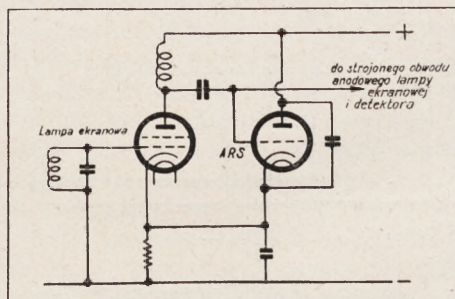 +
do strojonego obwodu
anodowego lampy
ekranowej
i detektora
Lampa ekranowa
ARS
−